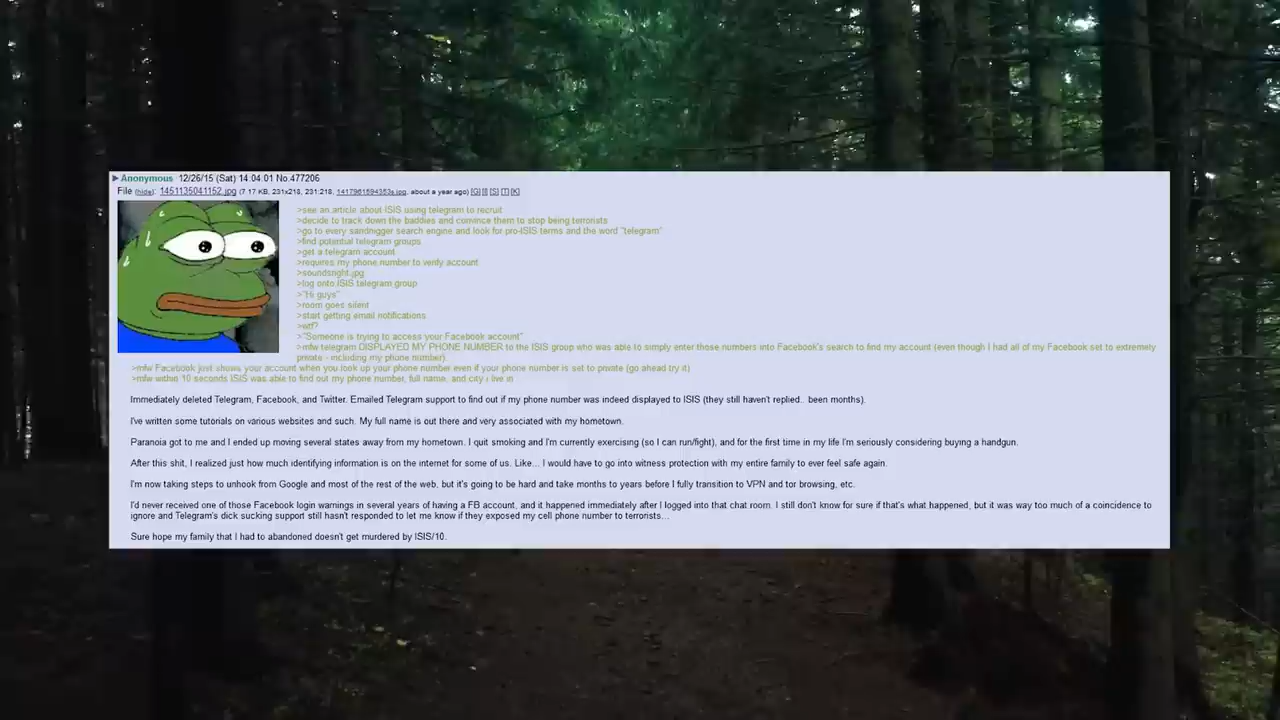 ▶ Anonymous 12/26/15 (Sat) 14:04:01 No.477206
File (hide): 1451135041152.jpg (7.17 KB, 231x218, 231:218, 1417961594353s.jpg, about a year ago) [G] [I] [S] [T] [K]
>see an article about ISIS using telegram to recruit
>decide to track down the baddies and convince them to stop being terrorists
>go to every sandnigger search engine and look for pro-ISIS terms and the word "telegram"
>find potential telegram groups
>get a telegram account
>requires my phone number to verify account
>soundsright.jpg
>log onto ISIS telegram group
>"Hi guys"
>room goes silent
>start getting email notifications
>wtf?
>"Someone is trying to access your Facebook account"
>mfw telegram DISPLAYED MY PHONE NUMBER to the ISIS group who was able to simply enter those numbers into Facebook's search to find my account (even though I had all of my Facebook set to extremely
private - including my phone number).
>mfw Facebook just shows your account when you look up your phone number even if your phone number is set to private (go ahead try it)
>mfw within 10 seconds ISIS was able to find out my phone number, full name, and city i live in
Immediately deleted Telegram, Facebook, and Twitter. Emailed Telegram support to find out if my phone number was indeed displayed to ISIS (they still haven't replied.. been months).
I've written some tutorials on various websites and such. My full name is out there and very associated with my hometown.
Paranoia got to me and I ended up moving several states away from my hometown. I quit smoking and I'm currently exercising (so I can run/fight), and for the first time in my life I'm seriously considering buying a handgun.
After this shit, I realized just how much identifying information is on the internet for some of us. Like... I would have to go into witness protection with my entire family to ever feel safe again.
I'm now taking steps to unhook from Google and most of the rest of the web, but it's going to be hard and take months to years before I fully transition to VPN and tor browsing, etc.
I'd never received one of those Facebook login warnings in several years of having a FB account, and it happened immediately after I logged into that chat room. I still don't know for sure if that's what happened, but it was way too much of a coincidence to
ignore and Telegram's dick sucking support still hasn't responded to let me know if they exposed my cell phone number to terrorists...
Sure hope my family that I had to abandoned doesn't get murdered by ISIS/10.